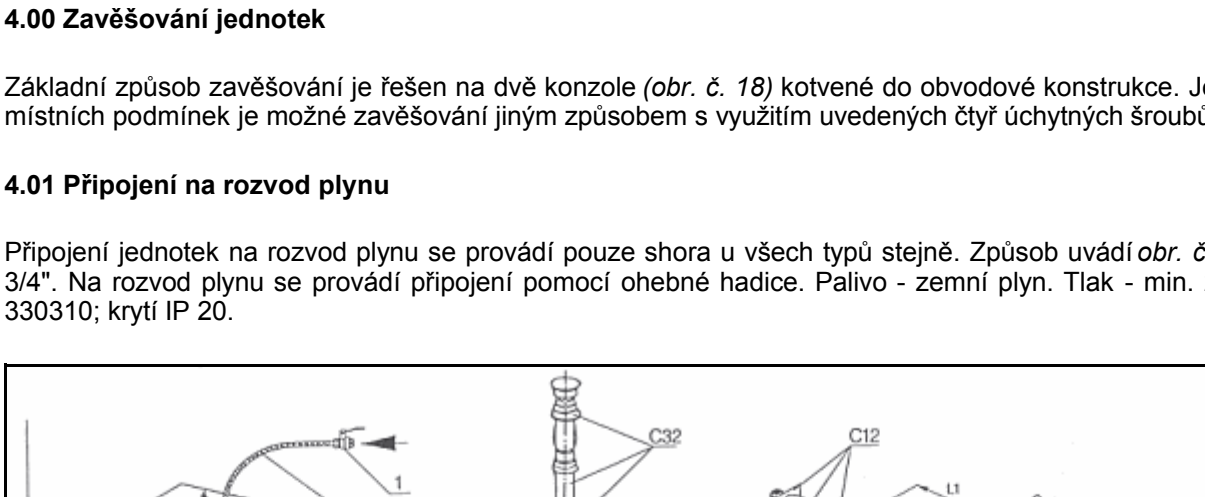 4.00 Zavěšování jednotek
Základní způsob zavěšování je řešen na dvě konzole (obr. č. 18) kotvené do obvodové konstrukce.
místních podmínek je možné zavěšování jiným způsobem s využitím uvedených čtyř úchytných šroubů
4.01 Připojení na rozvod plynu
Připojení jednotek na rozvod plynu se provádí pouze shora u všech typů stejně. Způsob uvádí obr. č
3/4". Na rozvod plynu se provádí připojení pomocí ohebné hadice. Palivo - zemní plyn. Tlak - min.
330310; krytí IP 20.
C32
C12
1
L1